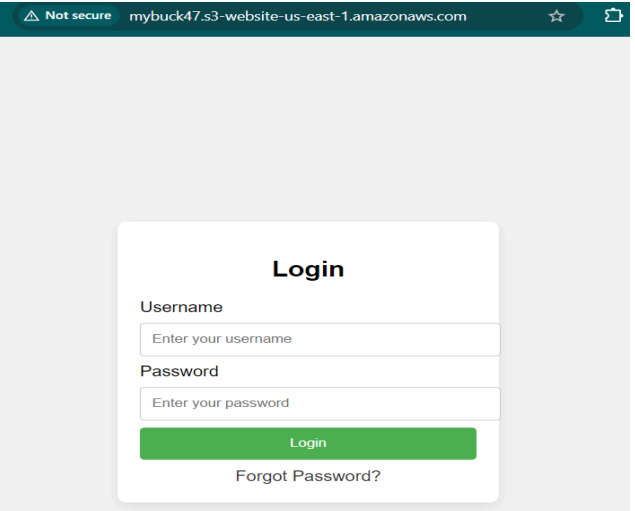 Not secure mybuck47.s3-website-us-east-1.amazonaws.com
Login
Username
Enter your username
Password
Enter your password
Login
Forgot Password?